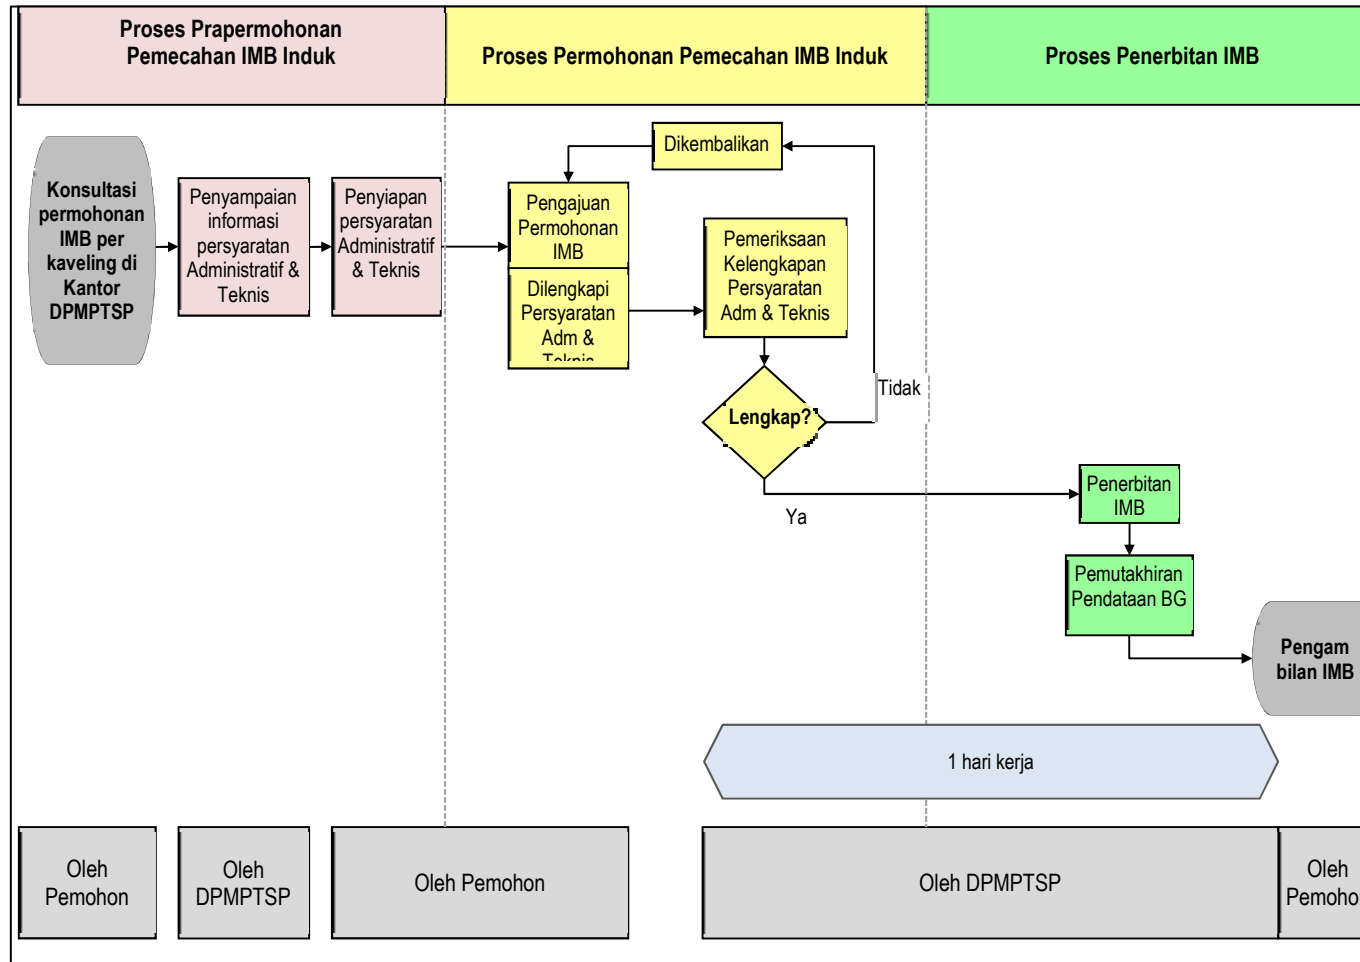 Proses Prapermohonan
Pemecahan IMB Induk
Proses Permohonan Pemecahan IMB Induk
Proses Penerbitan IMB
Konsultasi
permohonan
IMB per
kaveling di
Kantor
DPMPTSP
Penyampaian
informasi
persyaratan
Administratif &
Teknis
Penyiapan
persyaratan
Administratif
& Teknis
Dikembalikan
Pengajuan
Permohonan
IMB
Dilengkapi
Persyaratan
Adm &
Teknis
Pemeriksaan
Kelengkapan
Persyaratan
Adm & Teknis
Lengkap?
Tidak
Ya
Penerbitan
IMB
Pemutakhiran
Pendataan BG
Pengam
bilan IMB
1 hari kerja
Oleh
Pemohon
Oleh
DPMPTSP
Oleh Pemohon
Oleh DPMPTSP
Oleh
Pemoho